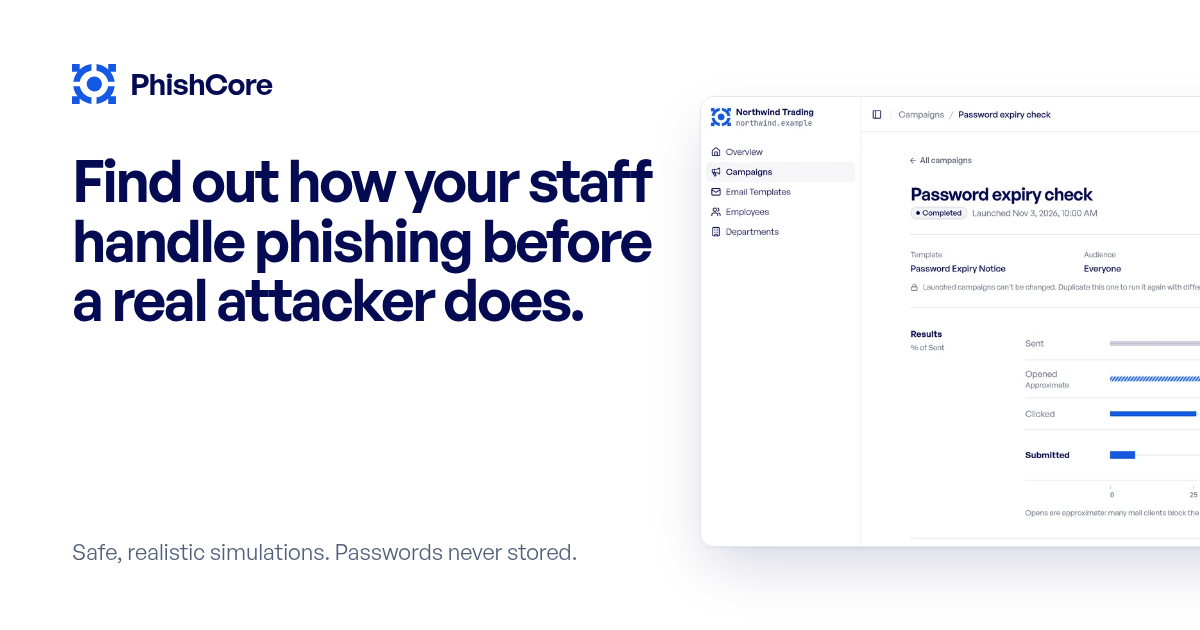 PhishCore
Find out how your staff
handle phishing before
a real attacker does.
Safe, realistic simulations. Passwords never stored.
Northwind Trading
northwind.example
Overview
Campaigns
Email Templates
Employees
Departments
Campaigns / Password expiry check
← All campaigns
Password expiry check
Completed Launched Nov 3, 2026, 10:00 AM
Template
Password Expiry Notice
Audience
Everyone
Launched campaigns can't be changed. Duplicate this one to run it again with
Results
% of Sent
Sent
Opened
Approximate
Clicked
Submitted
0 25
Opens are approximate: many mail clients block the